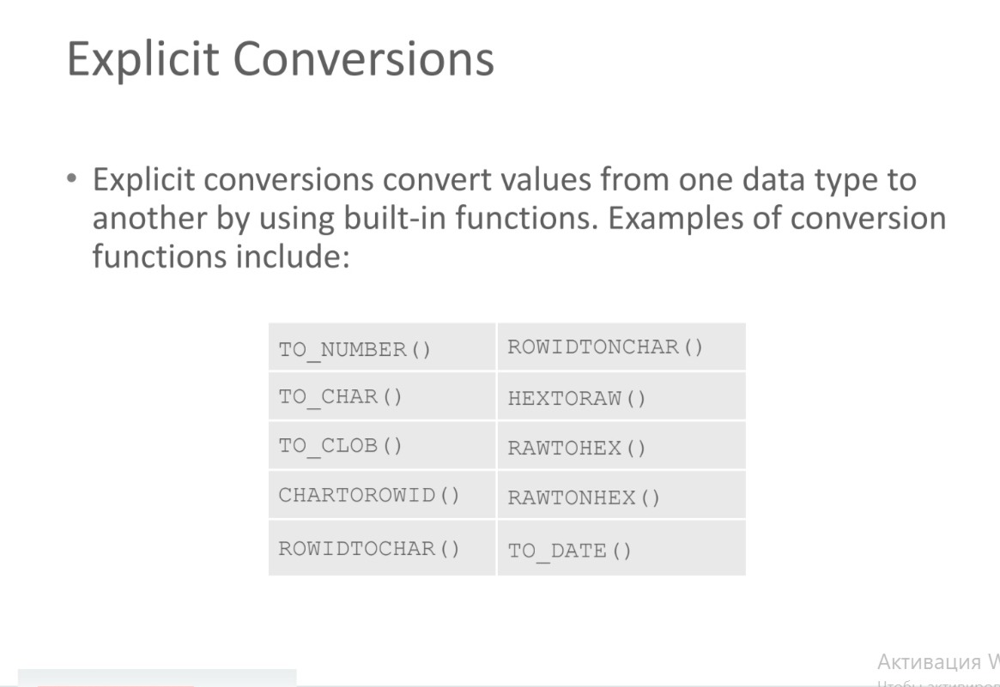 Explicit Conversions
• Explicit conversions convert values from one data type to
another by using built-in functions. Examples of conversion
functions include:
TO_NUMBER() ROWIDTONCHAR()
TO_CHAR() HEXTORAW()
TO_CLOB() RAWTOHEX()
CHARTOROWID() RAWTONHEX()
ROWIDTOCHAR() TO_DATE()
Активация W